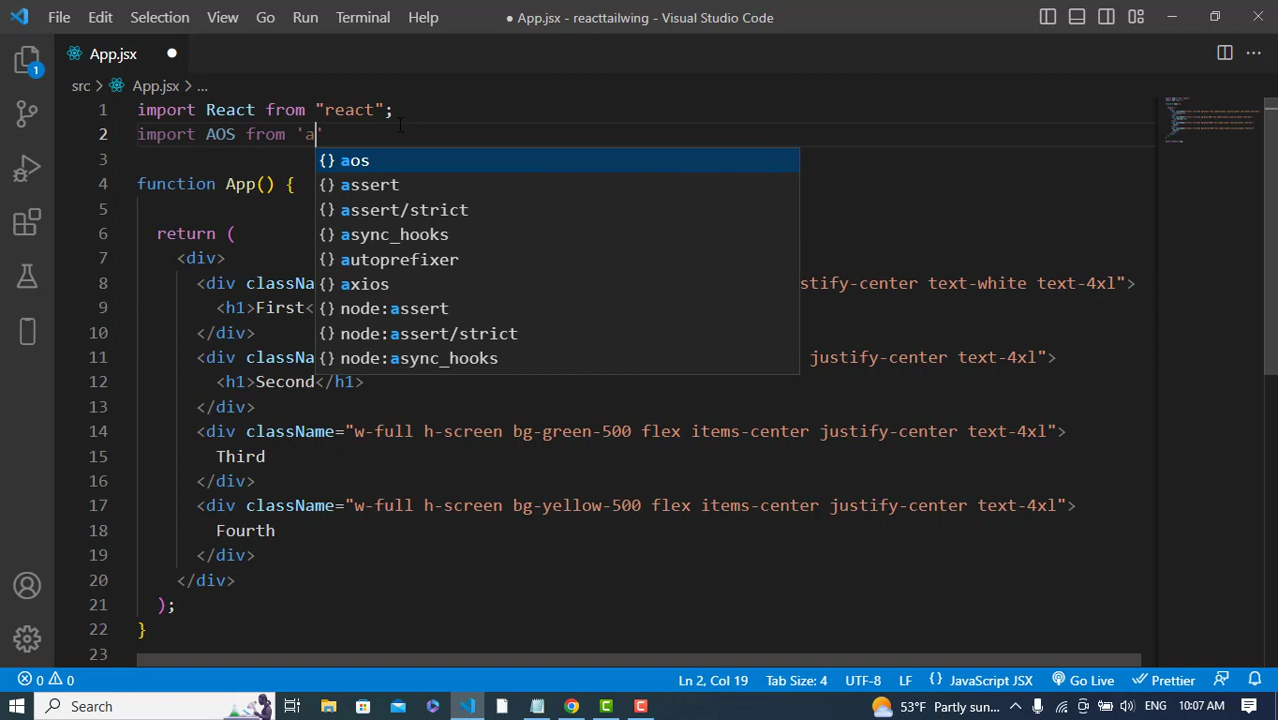 File Edit Selection View Go Run Terminal Help
● App.jsx - reacttailwing - Visual Studio Code
App.jsx
src > App.jsx > ...
1
1 import React from "react";
2 import AOS from 'a'
aos
assert
assert/strict
async_hooks
autoprefixer
axios
node:assert
node:assert/strict
node:async_hooks
3
4 function App() {
5
6 return (
7 <div>
8 <div classNa stify-center text-white text-4xl">
9 <h1>First<
10 </div>
11 <div classNa justify-center text-4xl">
12 <h1>Second</h1>
13 </div>
14 <div className="w-full h-screen bg-green-500 flex items-center justify-center text-4xl">
15 Third
16 </div>
17 <div className="w-full h-screen bg-yellow-500 flex items-center justify-center text-4xl">
18 Fourth
19 </div>
20 </div>
21 );
22 }
23
0 0 Ln 2, Col 19 Tab Size: 4 UTF-8 LF {} JavaScript JSX Go Live Prettier
Search 53°F Partly sun... 10:07 AM